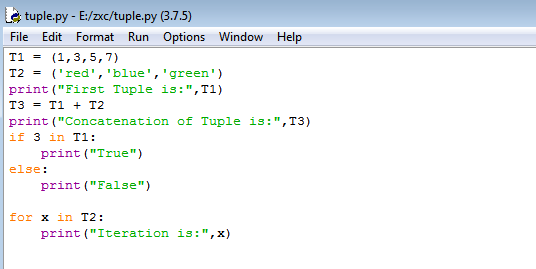 tuple.py - E:/zxc/tuple.py (3.7.5)
File Edit Format Run Options Window Help
T1 = (1,3,5,7)
T2 = ('red','blue','green')
print("First Tuple is:",T1)
T3 = T1 + T2
print("Concatenation of Tuple is:",T3)
if 3 in T1:
    print("True")
else:
    print("False")
for x in T2:
    print("Iteration is:",x)